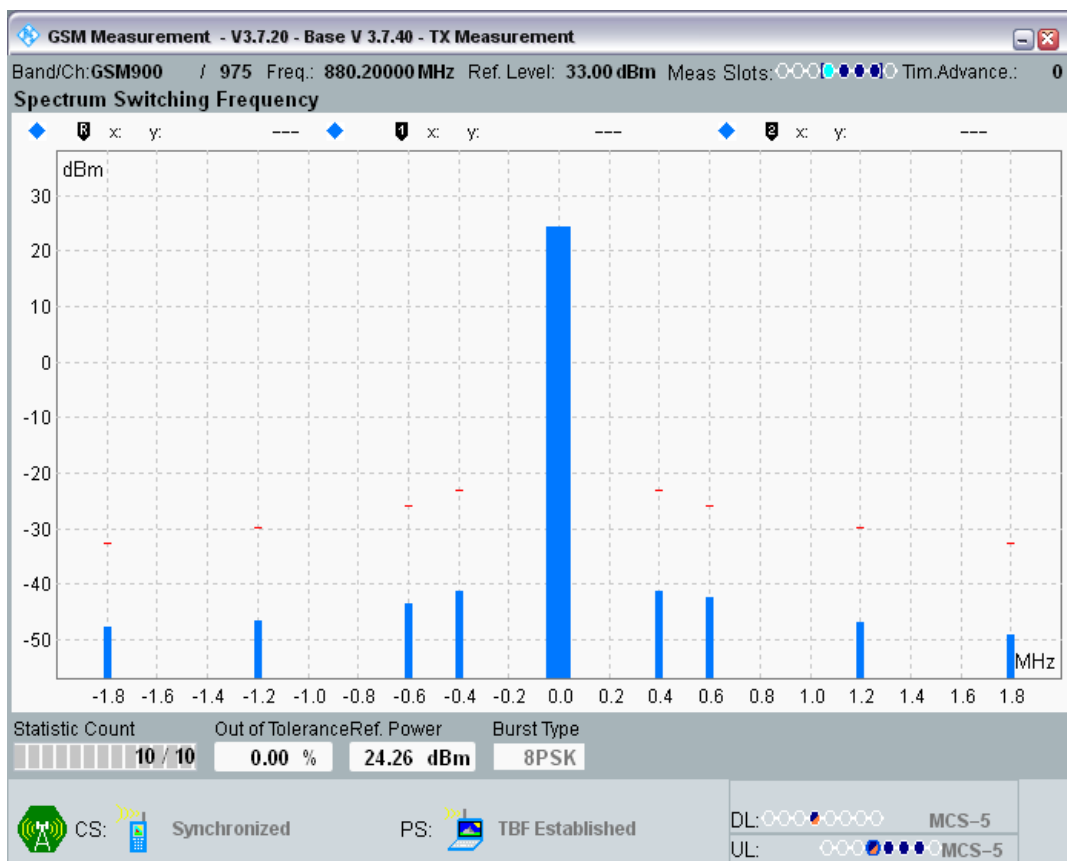 GSM Measurement - V3.7.20 - Base V 3.7.40 - TX Measurement
Band/Ch:GSM900 / 975 Freq.: 880.20000 MHz Ref. Level: 33.00 dBm Meas Slots: Tim.Advance.: 0
Spectrum Switching Frequency
R x: y: --- 1 x: y: --- 2 x: y: ---
dBm
30
20
10
0
-10
-20
-30
-40
-50
MHz
-1.8 -1.6 -1.4 -1.2 -1.0 -0.8 -0.6 -0.4 -0.2 0.0 0.2 0.4 0.6 0.8 1.0 1.2 1.4 1.6 1.8
Statistic Count Out of Tolerance Ref. Power Burst Type
10 / 10 0.00 % 24.26 dBm 8PSK
CS: Synchronized PS: TBF Established DL: MCS-5
UL: MCS-5